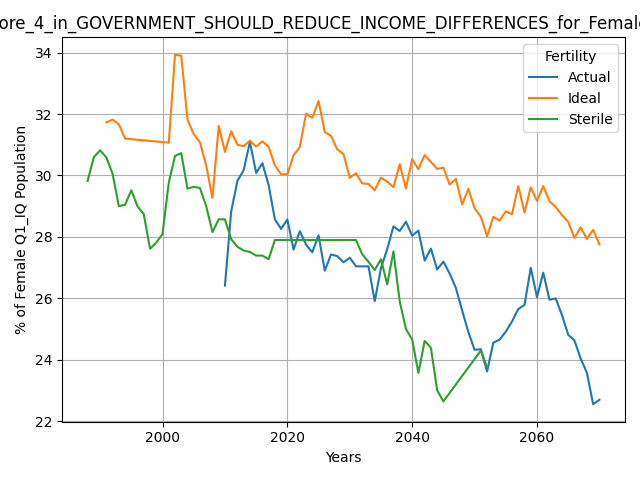 ore_4_in_GOVERNMENT_SHOULD_REDUCE_INCOME_DIFFERENCES_for_Female
Fertility
Actual
Ideal
Sterile
% of Female Q1_IQ Population
34
32
30
28
26
24
22
2000
2020
2040
2060
Years